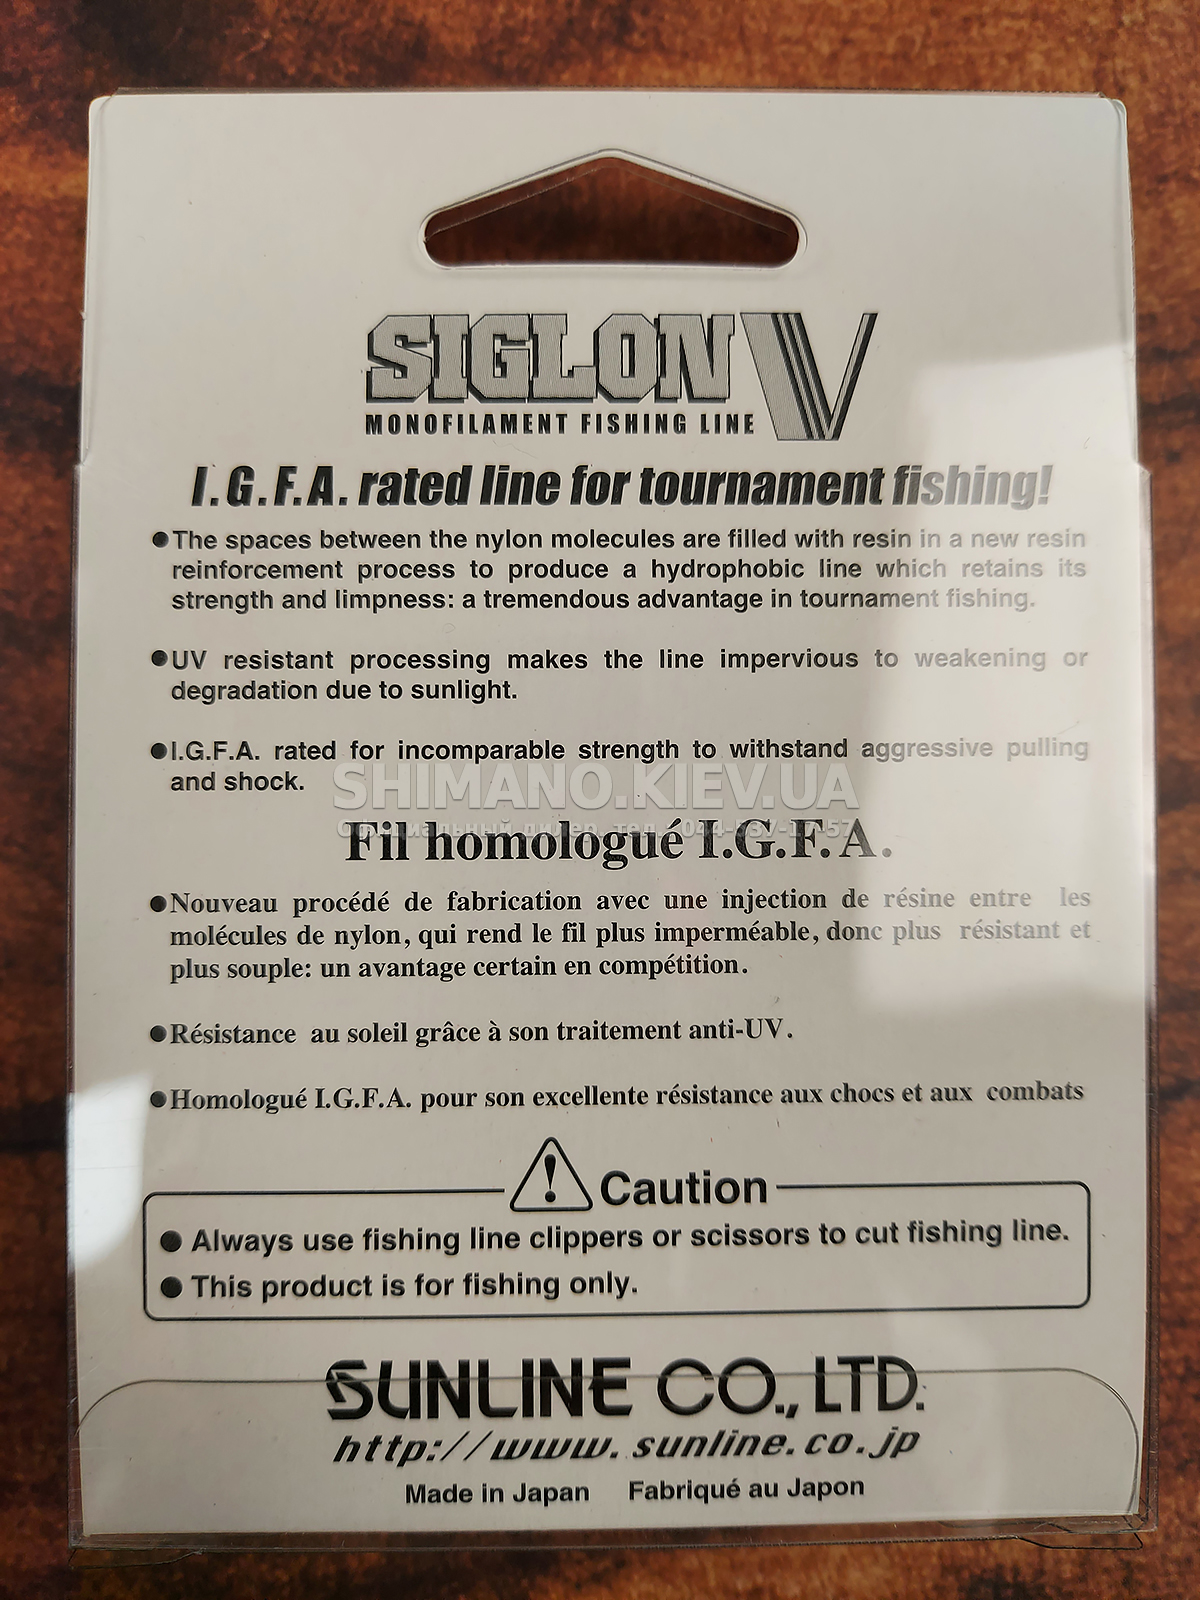 SIGLON V
MONOFILAMENT FISHING LINE
I.G.F.A. rated line for tournament fishing!
●The spaces between the nylon molecules are filled with resin in a new resin
reinforcement process to produce a hydrophobic line which retains its
strength and limpness: a tremendous advantage in tournament fishing.
●UV resistant processing makes the line impervious to weakening or
degradation due to sunlight.
●I.G.F.A. rated for incomparable strength to withstand aggressive pulling
and shock.
SHIMANO.KIEV.UA
Официальный дилер, тел.: 044-537-17-57
Fil homologué I.G.F.A.
●Nouveau procédé de fabrication avec une injection de résine entre les
molécules de nylon, qui rend le fil plus imperméable, donc plus résistant et
plus souple: un avantage certain en compétition.
●Résistance au soleil grâce à son traitement anti-UV.
●Homologué I.G.F.A. pour son excellente résistance aux chocs et aux combats
Caution
● Always use fishing line clippers or scissors to cut fishing line.
● This product is for fishing only.
SUNLINE CO., LTD.
http://www.sunline.co.jp
Made in Japan Fabriqué au Japon